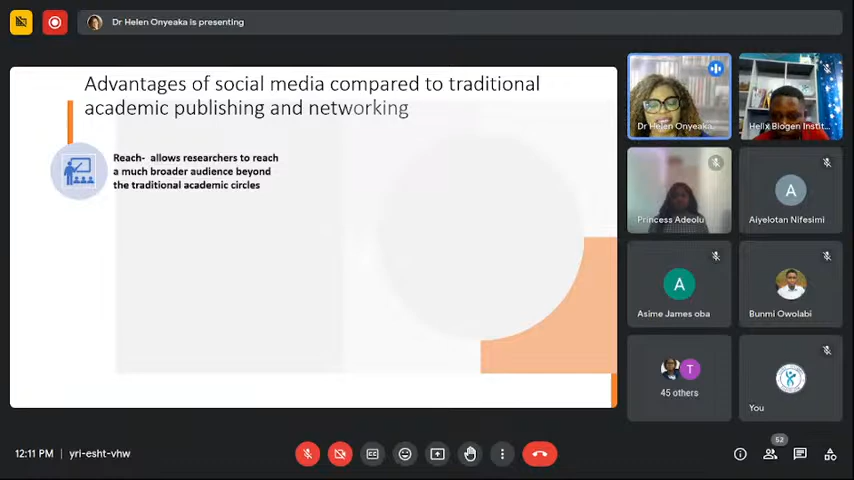 Dr Helen Onyeaka is presenting
Advantages of social media compared to traditional
academic publishing and networking
Reach- allows researchers to reach
a much broader audience beyond
the traditional academic circles
Dr Helen Onyeaka
Helix Biogen Instit...
Princess Adeolu
A
Aiyelotan Nifesimi
A
Asime James oba
Bunmi Owolabi
T
45 others
You
12:11 PM | yri-esht-vhw
52